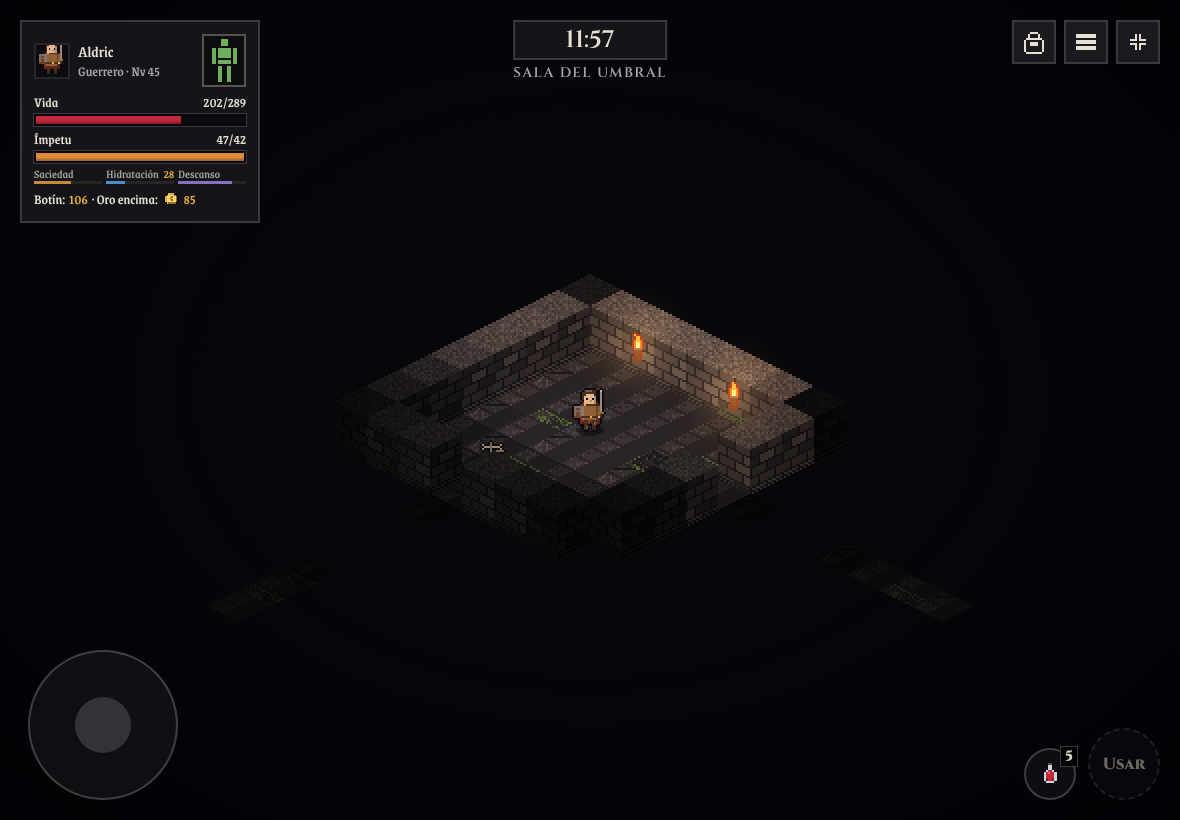 Aldric
Guerrero · Nv 45
Vida 202/289
Ímpetu 47/42
Saciedad Hidratación 28 Descanso
Botín: 106 · Oro encima: 85
11:57
SALA DEL UMBRAL
5
USAR